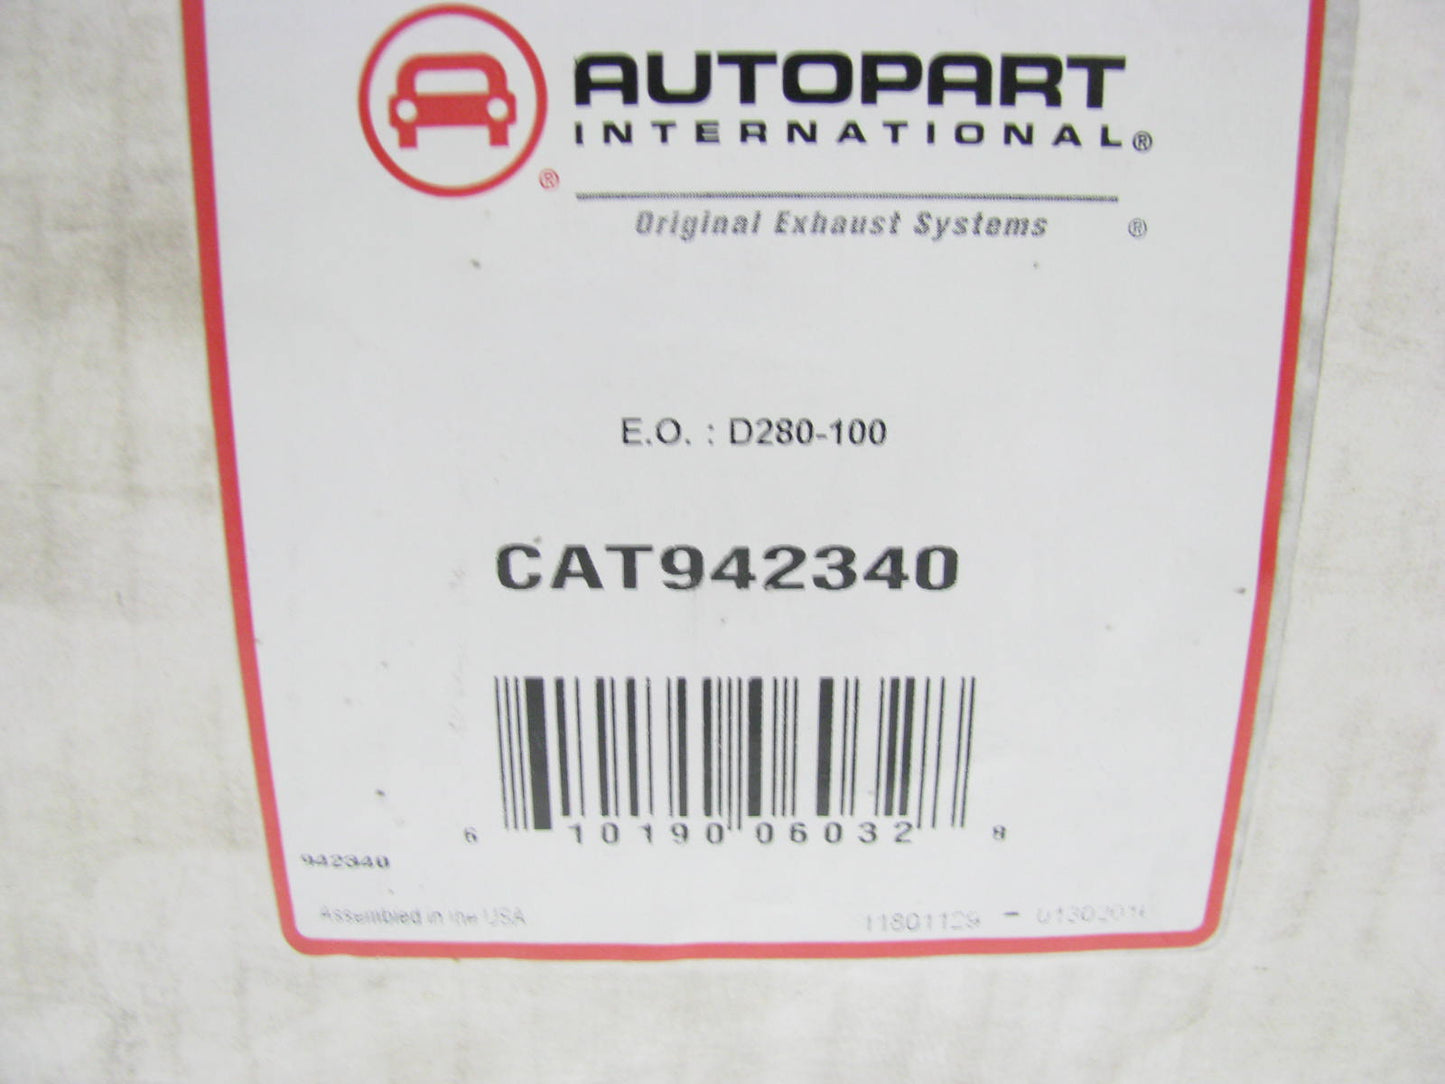 AUTOPART
INTERNATIONAL®
®
Original Exhaust Systems ®
E.O. : D280-100
CAT942340
6 10190 06032 8
942340
Assembled in the USA
11801129 -